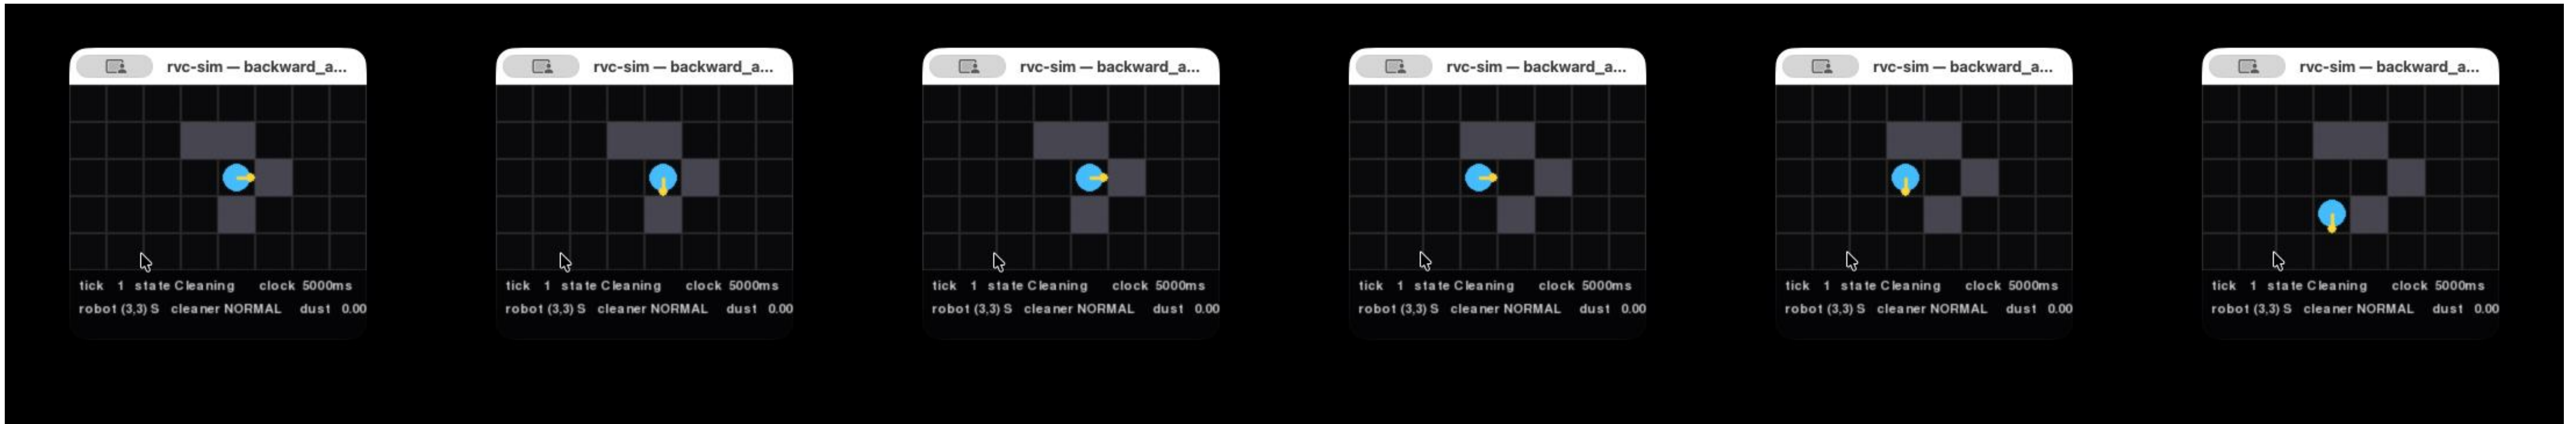 rvc-sim — backward_a...
tick 1 state Cleaning clock 5000ms
robot (3,3) S cleaner NORMAL dust 0.00
rvc-sim — backward_a...
tick 1 state Cleaning clock 5000ms
robot (3,3) S cleaner NORMAL dust 0.00
rvc-sim — backward_a...
tick 1 state Cleaning clock 5000ms
robot (3,3) S cleaner NORMAL dust 0.00
rvc-sim — backward_a...
tick 1 state Cleaning clock 5000ms
robot (3,3) S cleaner NORMAL dust 0.00
rvc-sim — backward_a...
tick 1 state Cleaning clock 5000ms
robot (3,3) S cleaner NORMAL dust 0.00
rvc-sim — backward_a...
tick 1 state Cleaning clock 5000ms
robot (3,3) S cleaner NORMAL dust 0.00